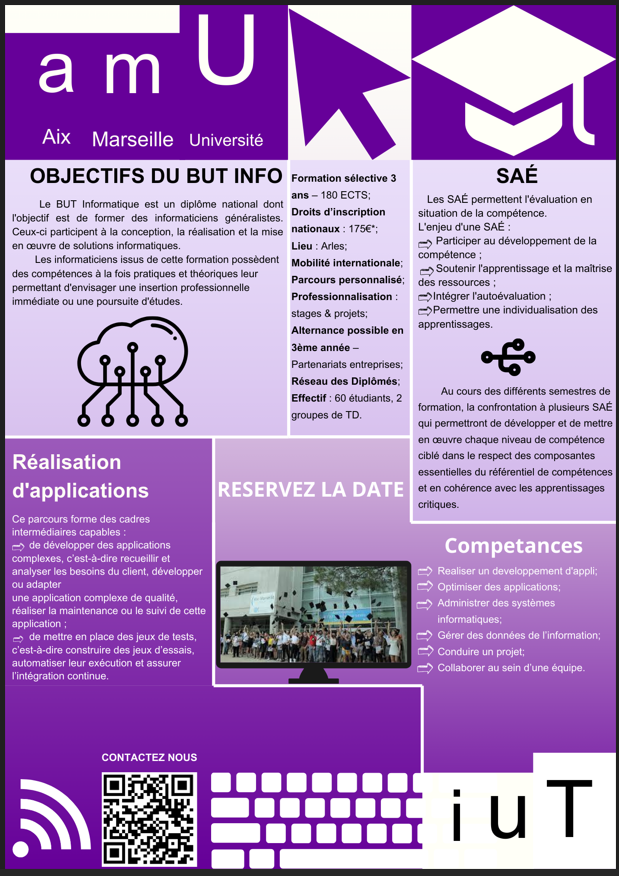 a m U
Aix Marseille Université
OBJECTIFS DU BUT INFO
Le BUT Informatique est un diplôme national dont
l'objectif est de former des informaticiens généralistes.
Ceux-ci participent à la conception, la réalisation et la mise
en œuvre de solutions informatiques.
Les informaticiens issus de cette formation possèdent
des compétences à la fois pratiques et théoriques leur
permettant d'envisager une insertion professionnelle
immédiate ou une poursuite d'études.
Formation sélective 3
ans – 180 ECTS;
Droits d'inscription
nationaux : 175€*;
Lieu : Arles;
Mobilité internationale;
Parcours personnalisé;
Professionnalisation :
stages & projets;
Alternance possible en
3ème année –
Partenariats entreprises;
Réseau des Diplômés;
Effectif : 60 étudiants, 2
groupes de TD.
SAÉ
Les SAÉ permettent l'évaluation en
situation de la compétence.
L'enjeu d'une SAÉ :
Participer au développement de la
compétence ;
Soutenir l'apprentissage et la maîtrise
des ressources ;
Intégrer l'autoévaluation ;
Permettre une individualisation des
apprentissages.
Au cours des différents semestres de
formation, la confrontation à plusieurs SAÉ
qui permettront de développer et de mettre
en œuvre chaque niveau de compétence
ciblé dans le respect des composantes
essentielles du référentiel de compétences
et en cohérence avec les apprentissages
critiques.
Réalisation
d'applications
Ce parcours forme des cadres
intermédiaires capables :
de développer des applications
complexes, c'est-à-dire recueillir et
analyser les besoins du client, développer
ou adapter
une application complexe de qualité,
réaliser la maintenance ou le suivi de cette
application ;
de mettre en place des jeux de tests,
c'est-à-dire construire des jeux d'essais,
automatiser leur exécution et assurer
l'intégration continue.
RESERVEZ LA DATE
Competances
Realiser un developement d'appli;
Optimiser des applications;
Administrer des systèmes
informatiques;
Gérer des données de l'information;
Conduire un projet;
Collaborer au sein d'une équipe.
CONTACTEZ NOUS
i u T